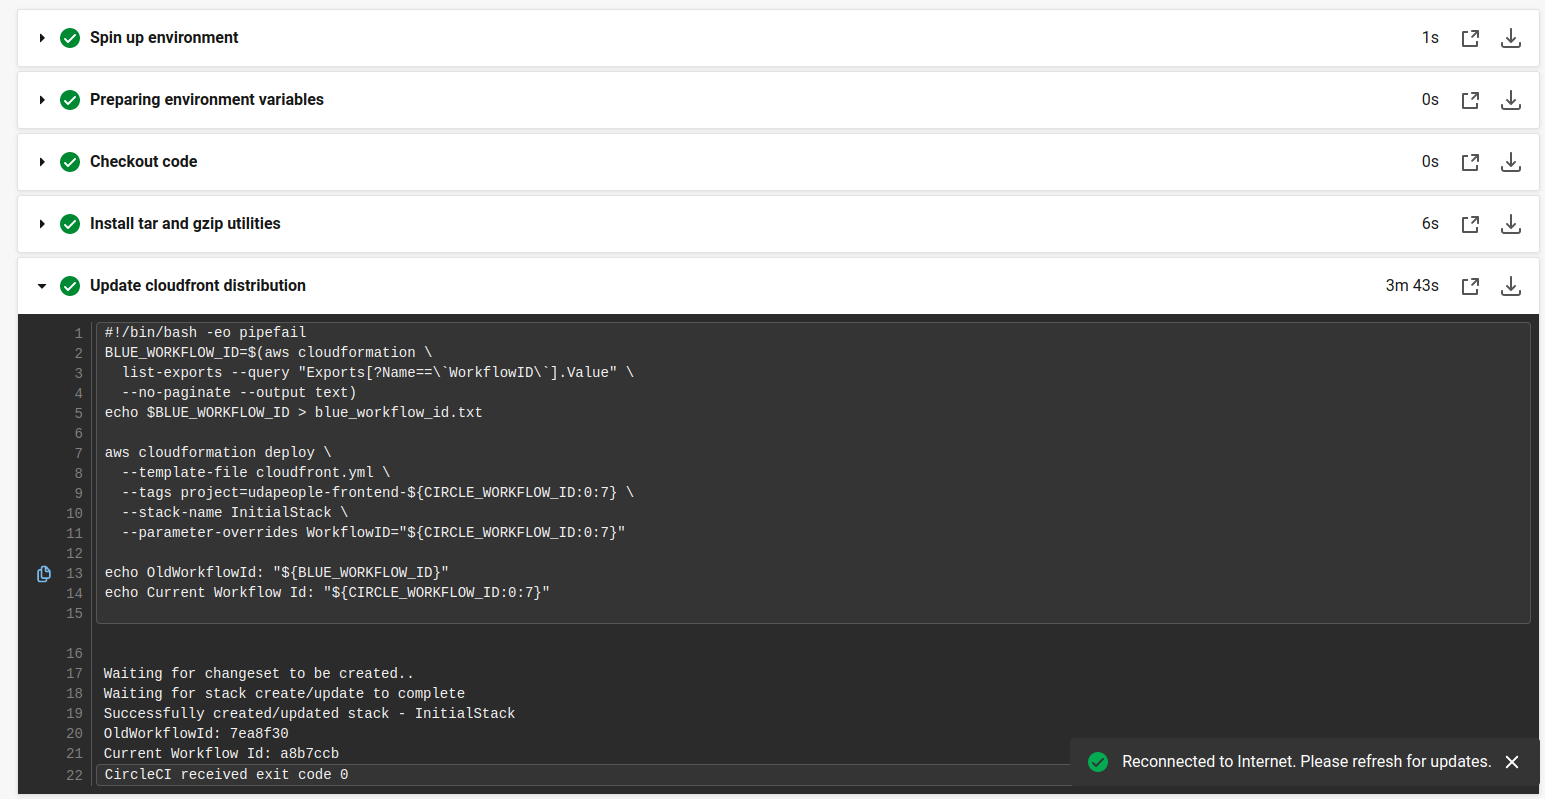 Spin up environment 1s
Preparing environment variables 0s
Checkout code 0s
Install tar and gzip utilities 6s
Update cloudfront distribution 3m 43s
1 #!/bin/bash -eo pipefail
2 BLUE_WORKFLOW_ID=$(aws cloudformation \
3   list-exports --query "Exports[?Name==\`WorkflowID\`].Value" \
4   --no-paginate --output text)
5 echo $BLUE_WORKFLOW_ID > blue_workflow_id.txt
6
7 aws cloudformation deploy \
8   --template-file cloudfront.yml \
9   --tags project=udapeople-frontend-${CIRCLE_WORKFLOW_ID:0:7} \
10   --stack-name InitialStack \
11   --parameter-overrides WorkflowID="${CIRCLE_WORKFLOW_ID:0:7}"
12
13 echo OldWorkflowId: "${BLUE_WORKFLOW_ID}"
14 echo Current Workflow Id: "${CIRCLE_WORKFLOW_ID:0:7}"
15
16
17 Waiting for changeset to be created..
18 Waiting for stack create/update to complete
19 Successfully created/updated stack - InitialStack
20 OldWorkflowId: 7ea8f30
21 Current Workflow Id: a8b7ccb
22 CircleCI received exit code 0
Reconnected to Internet. Please refresh for updates.